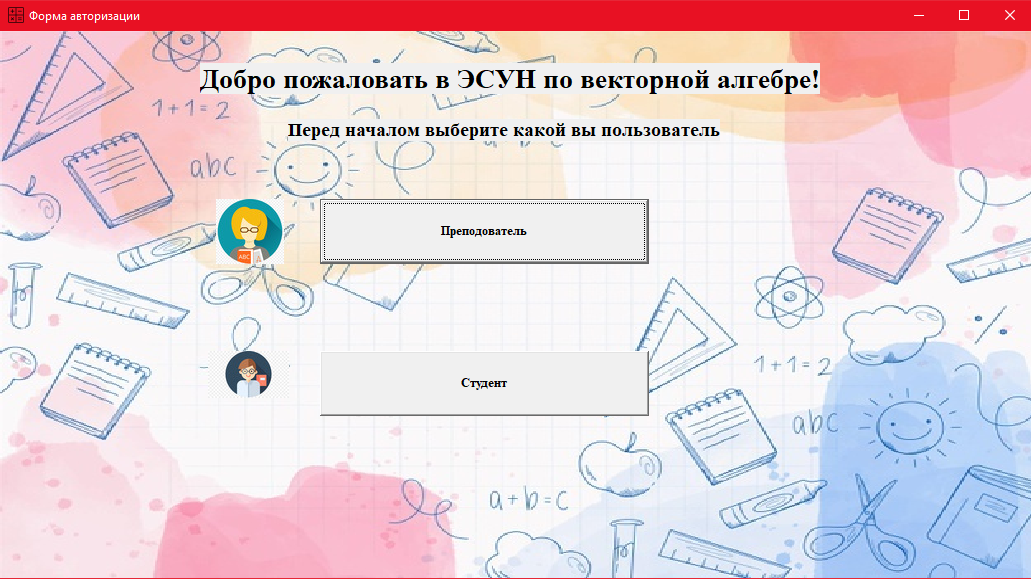 Форма авторизации
Добро пожаловать в ЭСУН по векторной алгебре!
Перед началом выберите какой вы пользователь
1+1=2
abc
ABC A
Преподователь
1+1=2
Студент
abc
a+b=c